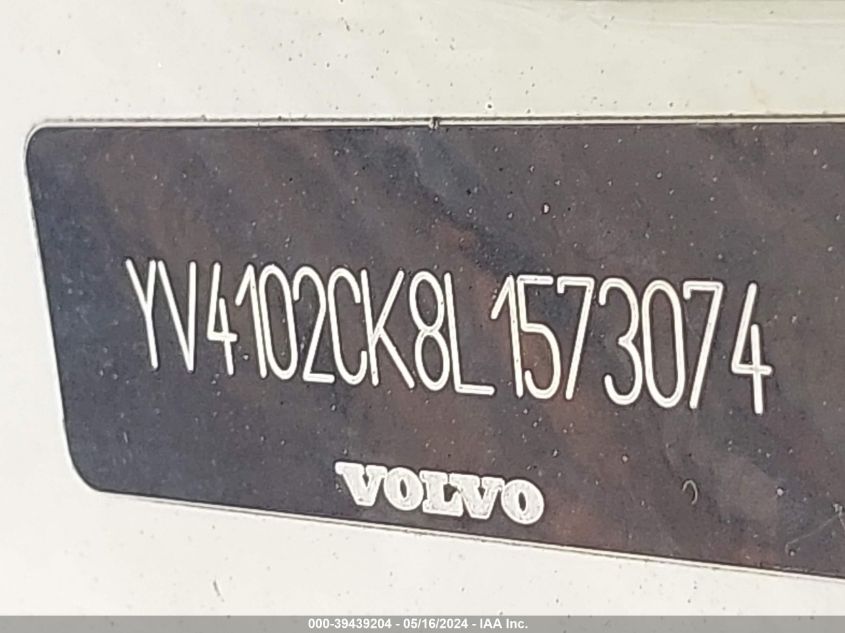 YV4102CK8L1573074
VOLVO
000-39439204 - 05/16/2024 - IAA Inc.